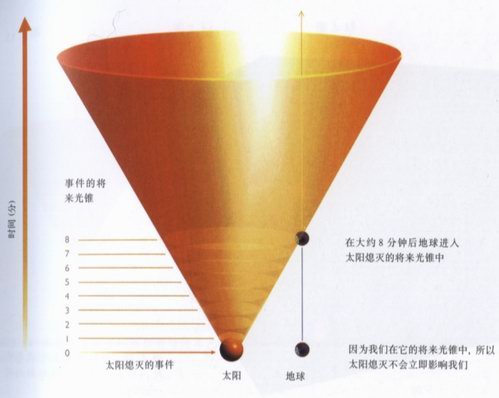 时间(分)
事件的将
来光锥
8
7
6
5
4
3
2
1
0
太阳熄灭的事件
太阳
地球
在大约 8 分钟后地球进入
太阳熄灭的将来光锥中
因为我们在它的将来光锥中, 所以
太阳熄灭不会立即影响我们